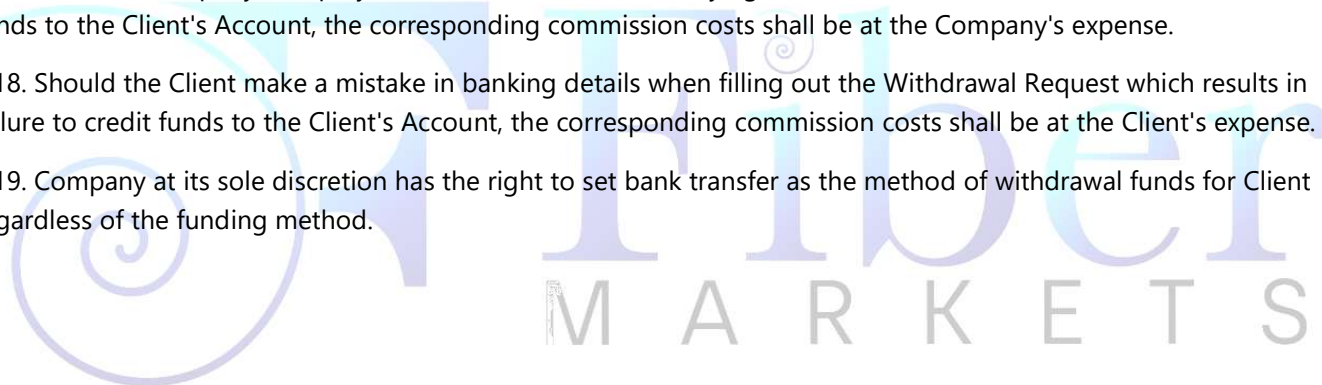 nds to the Client's Account, the corresponding commission costs shall be at the Company's expense.
18. Should the Client make a mistake in banking details when filling out the Withdrawal Request which results in
lure to credit funds to the Client's Account, the corresponding commission costs shall be at the Client's expense.
19. Company at its sole discretion has the right to set bank transfer as the method of withdrawal funds for Client
gardless of the funding method.
Fiber
MARKETS